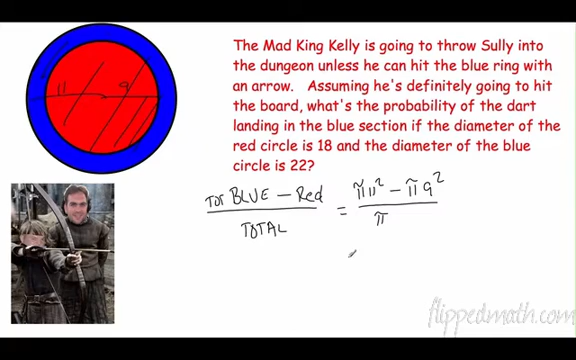 The Mad King Kelly is going to throw Sully into
the dungeon unless he can hit the blue ring with
an arrow. Assuming he's definitely going to hit
the board, what's the probability of the dart
landing in the blue section if the diameter of the
red circle is 18 and the diameter of the blue
circle is 22?
11 9
TOT BLUE - Red
TOTAL
= π11² - π9²
π
flippedmath.com